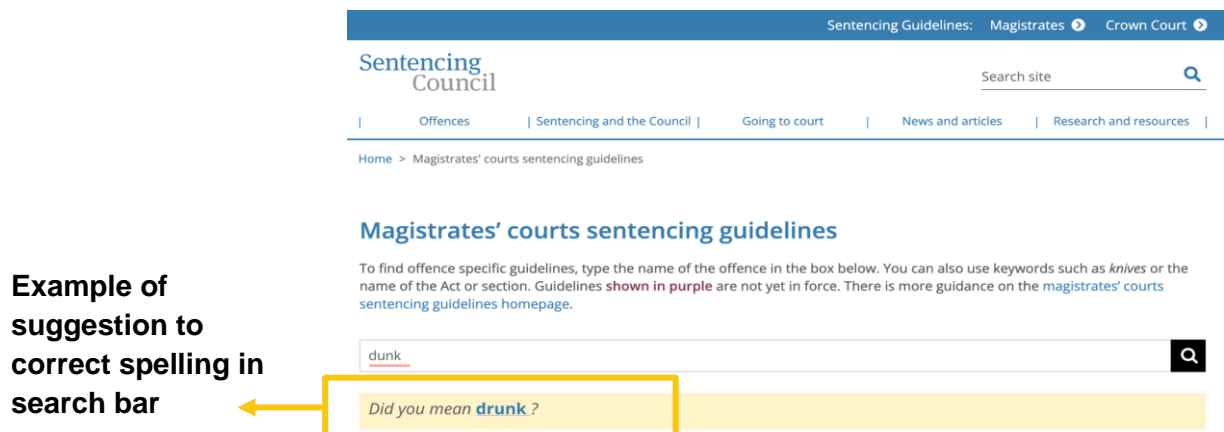 Sentencing Guidelines: Magistrates Crown Court
Sentencing
Council
Search site
| Offences | Sentencing and the Council | Going to court | News and articles | Research and resources |
Home > Magistrates' courts sentencing guidelines
Magistrates’ courts sentencing guidelines
To find offence specific guidelines, type the name of the offence in the box below. You can also use keywords such as knives or the
name of the Act or section. Guidelines shown in purple are not yet in force. There is more guidance on the magistrates’ courts
sentencing guidelines homepage.
dunk
Did you mean drunk ?
Example of
suggestion to
correct spelling in
search bar